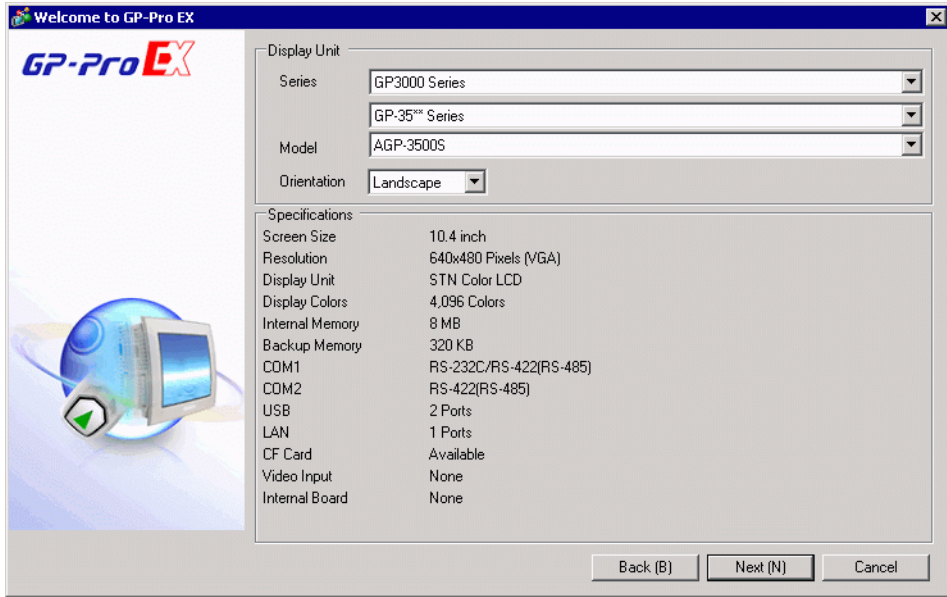 Welcome to GP-Pro EX
GP-Pro EX
Display Unit
Series GP3000 Series
GP-35** Series
Model AGP-3500S
Orientation Landscape
Specifications
Screen Size 10.4 inch
Resolution 640x480 Pixels (VGA)
Display Unit STN Color LCD
Display Colors 4,096 Colors
Internal Memory 8 MB
Backup Memory 320 KB
COM1 RS-232C/RS-422(RS-485)
COM2 RS-422(RS-485)
USB 2 Ports
LAN 1 Ports
CF Card Available
Video Input None
Internal Board None
Back (B) Next (N) Cancel